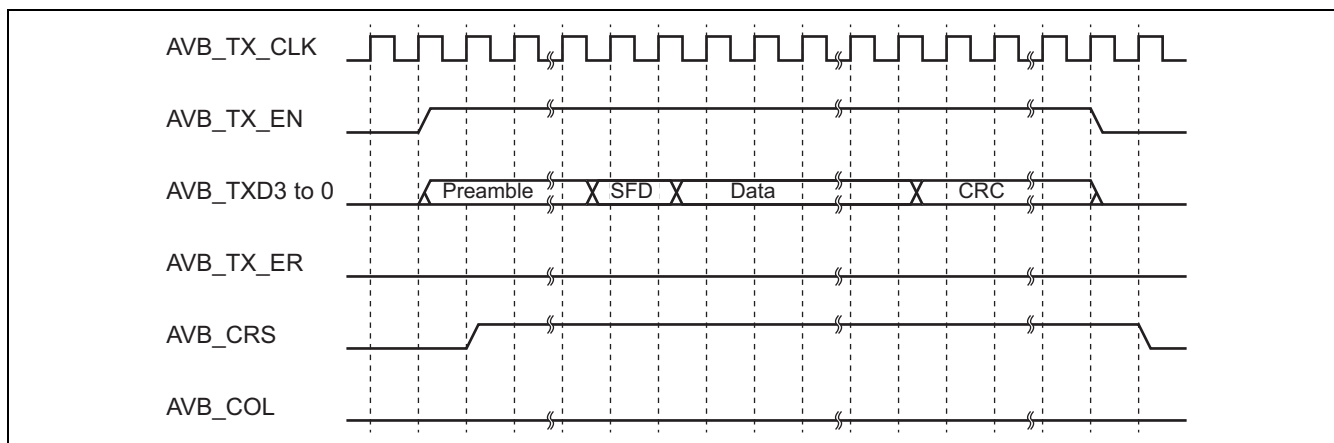 AVB_TX_CLK
AVB_TX_EN
AVB_TXD3 to 0 Preamble SFD Data CRC
AVB_TX_ER
AVB_CRS
AVB_COL